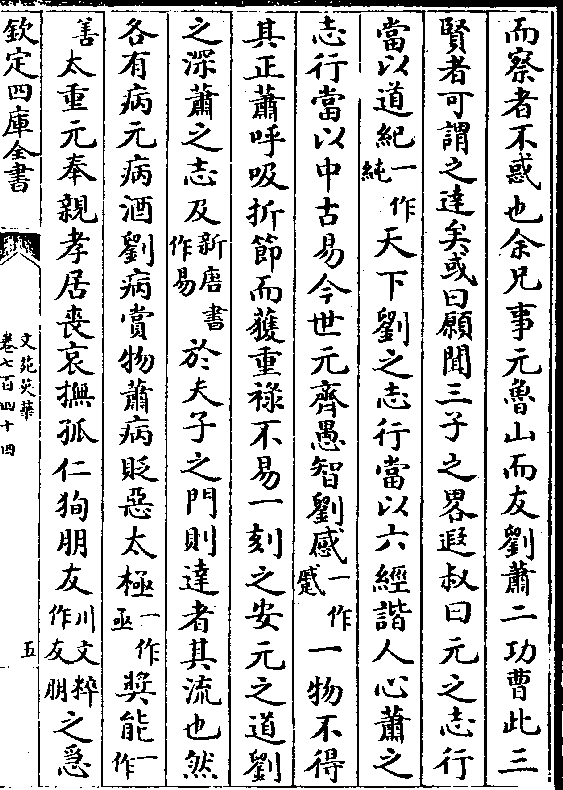 而察者不惑也余兄事元魯山而友劉蕭二功曹此三
賢者可謂之達矣或曰願聞三子之畧遐叔曰元之志行
當以道紀一作純天下劉之志行當以六經諧人心蕭之
志行當以中古易今世元齊愚智劉感一作慼一物不得
其正蕭呼吸折節而獲重祿不易一刻之安元之道劉
之深蕭之志及新唐書作易於夫子之門則達者其流也然
各有病元病酒劉病賞物蕭病貶惡太極一作亟奬能一作
善太重元奉親孝居喪哀撫孤仁狥朋友川文粹作友朋之急
欽定四庫全書
文苑英華
卷七百四十四
五